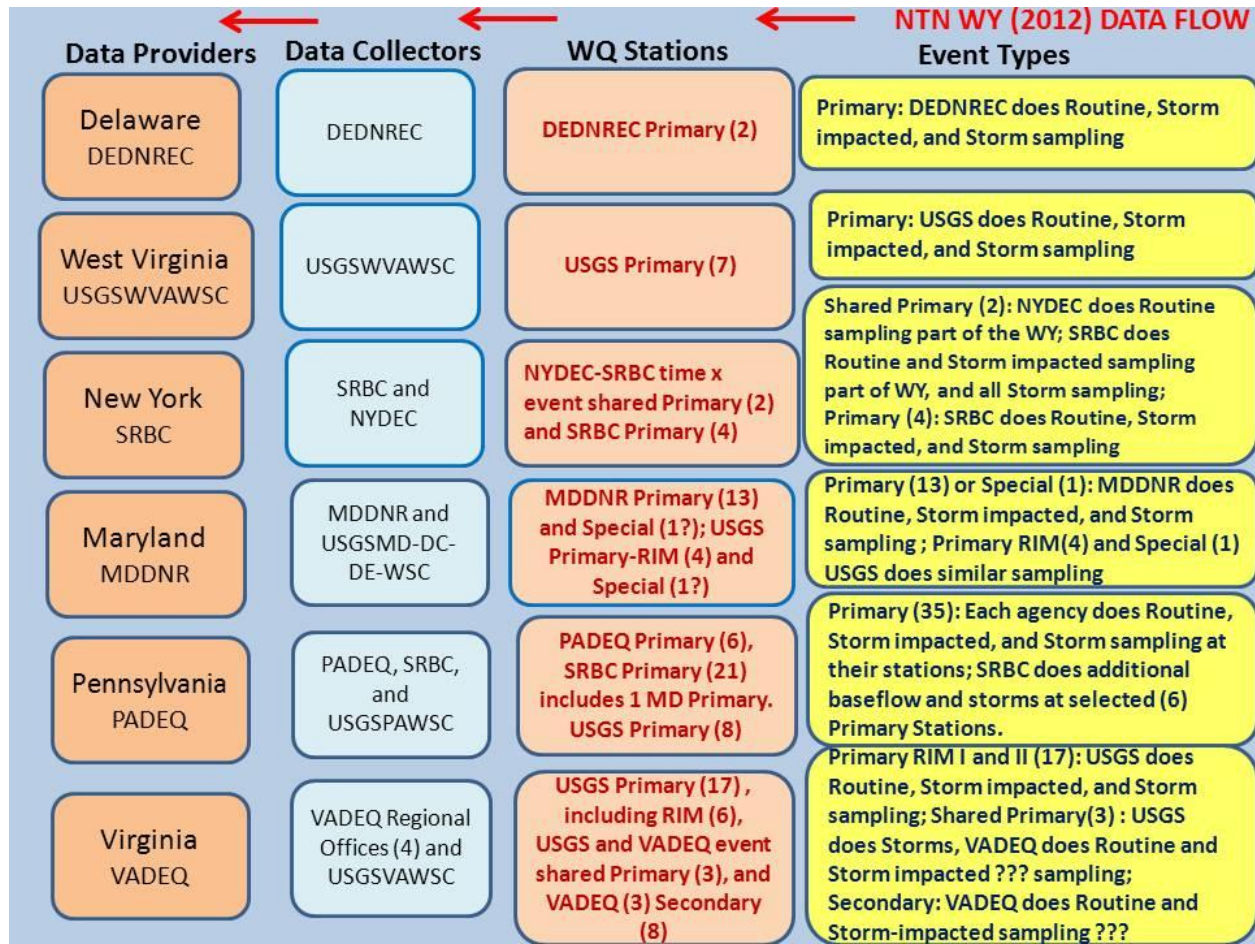 NTN WY (2012) DATA FLOW
Data Providers
Data Collectors
WQ Stations
Event Types
Delaware
DEDNREC
DEDNREC
DEDNREC Primary (2)
Primary: DEDNREC does Routine, Storm
impacted, and Storm sampling
West Virginia
USGSWVAWSC
USGSWVAWSC
USGS Primary (7)
Primary: USGS does Routine, Storm
impacted, and Storm sampling
New York
SRBC
SRBC and
NYDEC
NYDEC-SRBC time x
event shared Primary (2)
and SRBC Primary (4)
Shared Primary (2): NYDEC does Routine
sampling part of the WY; SRBC does
Routine and Storm impacted sampling
part of WY, and all Storm sampling;
Primary (4): SRBC does Routine, Storm
impacted, and Storm sampling
Maryland
MDDNR
MDDNR and
USGSMD-DC-
DE-WSC
MDDNR Primary (13)
and Special (1?); USGS
Primary-RIM (4) and
Special (1?)
Primary (13) or Special (1): MDDNR does
Routine, Storm impacted, and Storm
sampling ; Primary RIM(4) and Special (1)
USGS does similar sampling
Pennsylvania
PADEQ
PADEQ, SRBC,
and
USGSPAWSC
PADEQ Primary (6),
SRBC Primary (21)
includes 1 MD Primary.
USGS Primary (8)
Primary (35): Each agency does Routine,
Storm impacted, and Storm sampling at
their stations; SRBC does additional
baseflow and storms at selected (6)
Primary Stations.
Virginia
VADEQ
VADEQ Regional
Offices (4) and
USGSVAWSC
USGS Primary (17) ,
including RIM (6),
USGS and VADEQ event
shared Primary (3), and
VADEQ (3) Secondary
(8)
Primary RIM I and II (17): USGS does
Routine, Storm impacted, and Storm
sampling; Shared Primary(3) : USGS
does Storms, VADEQ does Routine and
Storm impacted ??? sampling;
Secondary: VADEQ does Routine and
Storm-impacted sampling ???